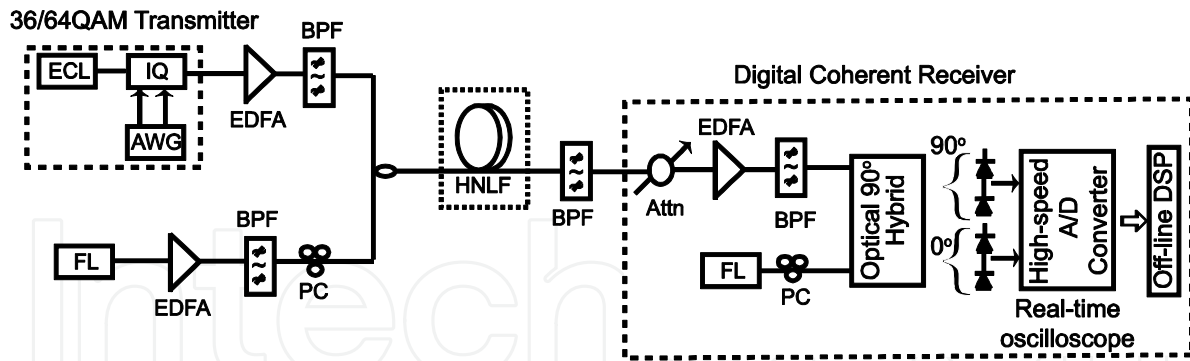 36/64QAM Transmitter
ECL
IQ
AWG
EDFA
BPF
FL
EDFA
BPF
PC
HNLF
BPF
Digital Coherent Receiver
Attn
EDFA
BPF
FL
PC
Optical 90°
Hybrid
90°
0°
High-speed
A/D
Converter
Real-time
oscilloscope
Off-line DSP
Intech